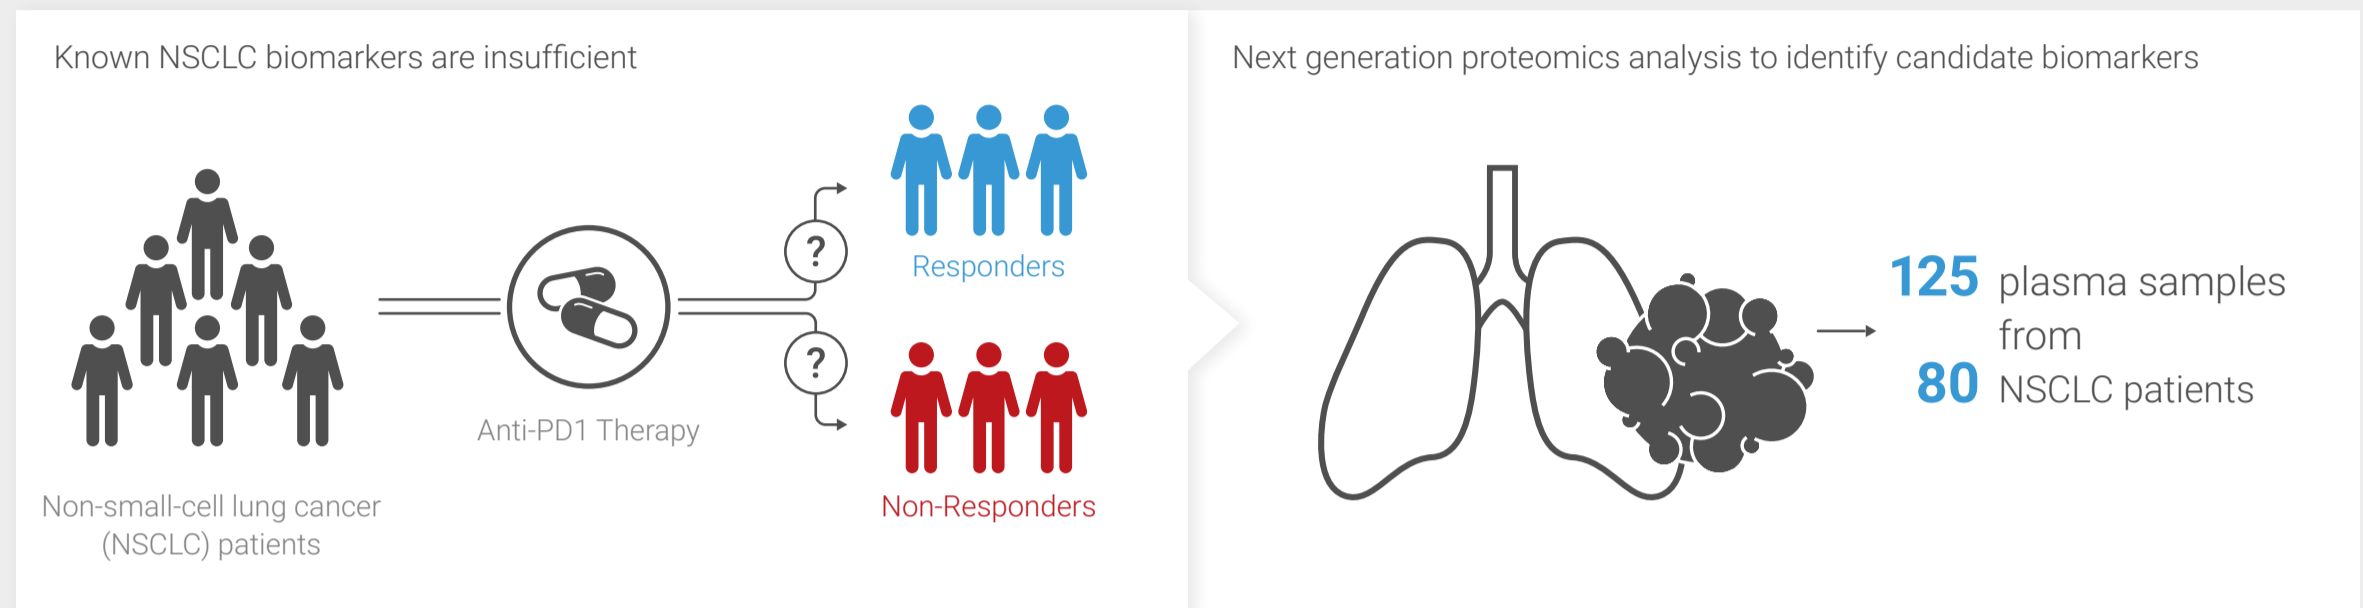 Known NSCLC biomarkers are insufficient
Non-small-cell lung cancer
(NSCLC) patients
Anti-PD1 Therapy
?
?
Responders
Non-Responders
Next generation proteomics analysis to identify candidate biomarkers
125 plasma samples
from
80 NSCLC patients